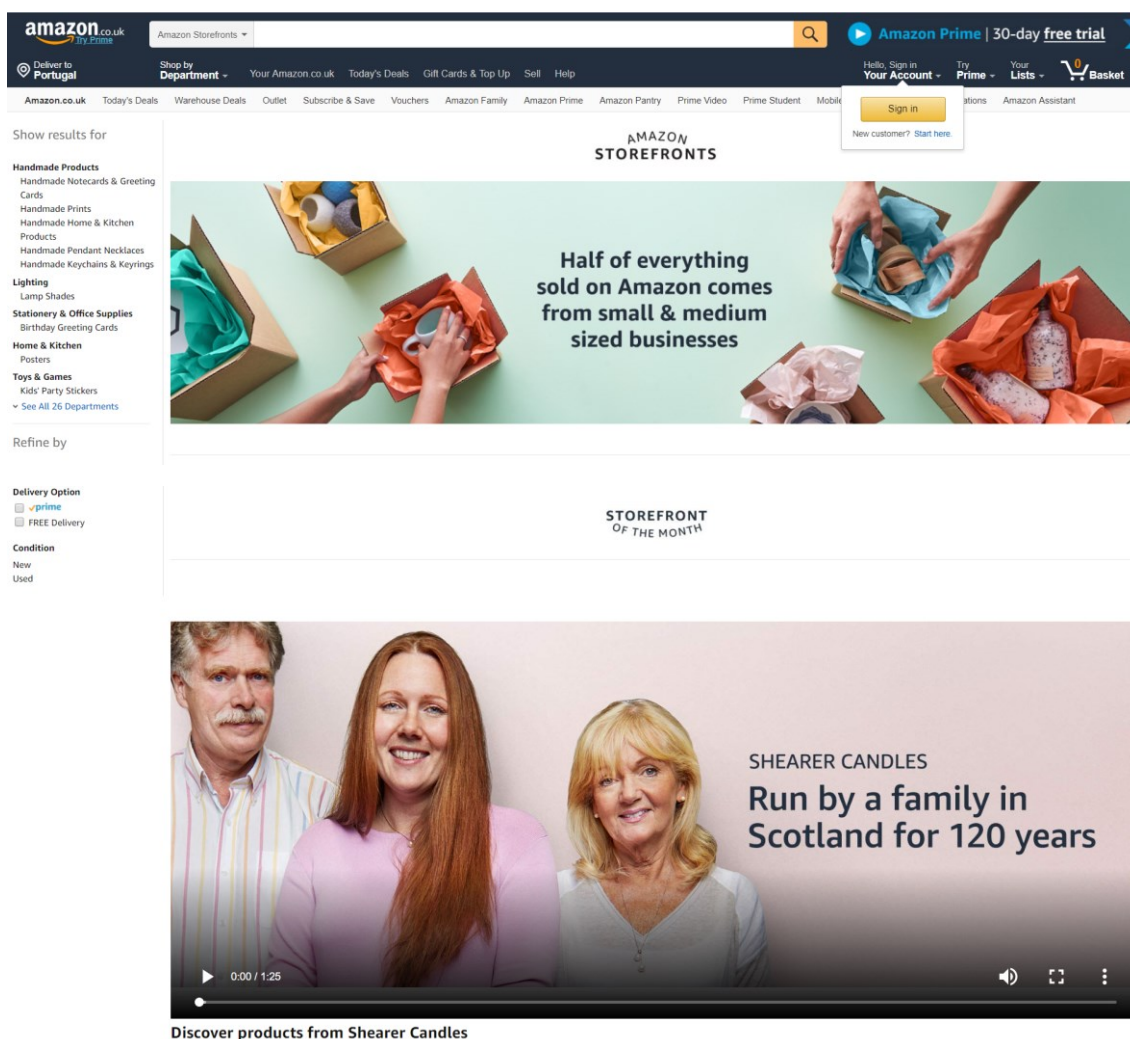 amazon.co.uk
Try Prime
Amazon Storefronts
Amazon Prime | 30-day free trial
Deliver to
Portugal
Shop by
Department
Your Amazon.co.uk Today's Deals Gift Cards & Top Up Sell Help
Hello, Sign in
Your Account
Try
Prime
Your
Lists
0
Basket
Amazon.co.uk Today's Deals Warehouse Deals Outlet Subscribe & Save Vouchers Amazon Family Amazon Prime Amazon Pantry Prime Video Prime Student Amazon Assistant
Sign in
New customer? Start here.
Show results for
Handmade Products
Handmade Notecards & Greeting
Cards
Handmade Prints
Handmade Home & Kitchen
Products
Handmade Pendant Necklaces
Handmade Keychains & Keyrings
Lighting
Lamp Shades
Stationery & Office Supplies
Birthday Greeting Cards
Home & Kitchen
Posters
Toys & Games
Kids' Party Stickers
See All 26 Departments
Refine by
Delivery Option
prime
FREE Delivery
Condition
New
Used
AMAZON
STOREFRONTS
Half of everything
sold on Amazon comes
from small & medium
sized businesses
STOREFRONT
OF THE MONTH
SHEARER CANDLES
Run by a family in
Scotland for 120 years
0:00 / 1:25
Discover products from Shearer Candles